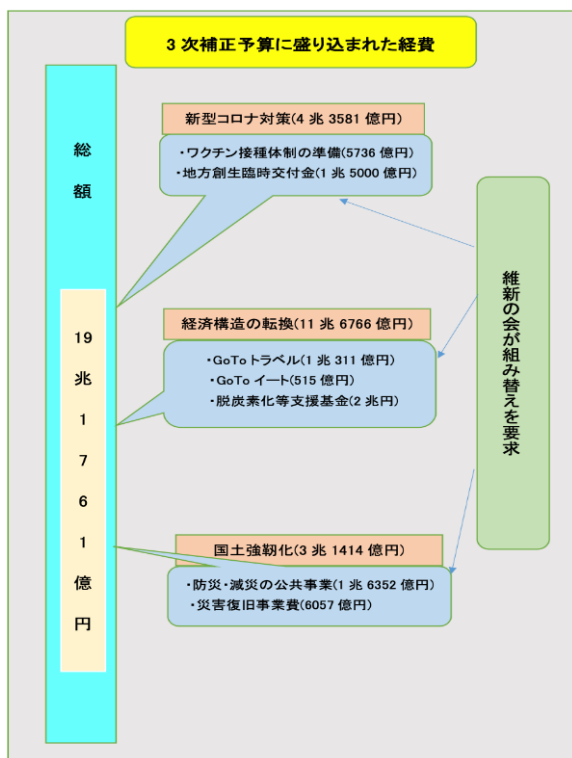 3次補正予算に盛り込まれた経費
総額
19兆1761億円
新型コロナ対策(4兆3581億円)
・ワクチン接種体制の準備(5736億円)
・地方創生臨時交付金(1兆5000億円)
経済構造の転換(11兆6766億円)
・GoToトラベル(1兆311億円)
・GoToイート(515億円)
・脱炭素化等支援基金(2兆円)
国土強靭化(3兆1414億円)
・防災・減災の公共事業(1兆6352億円)
・災害復旧事業費(6057億円)
維新の会が組み替えを要求